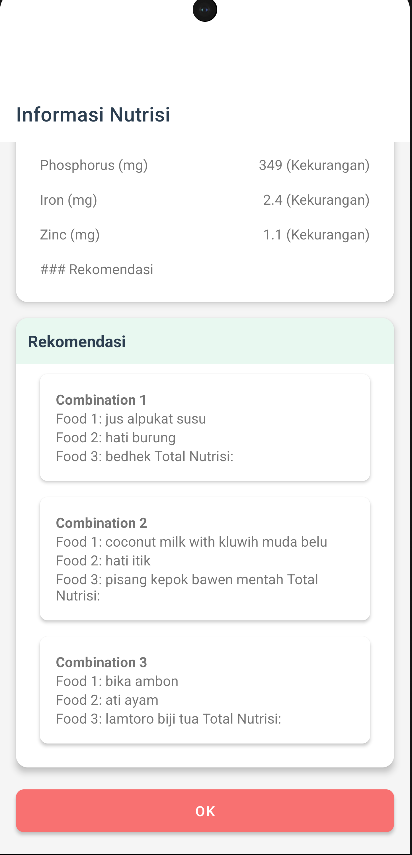 Informasi Nutrisi
Phosphorus (mg) 349 (Kekurangan)
Iron (mg) 2.4 (Kekurangan)
Zinc (mg) 1.1 (Kekurangan)
### Rekomendasi
Rekomendasi
Combination 1
Food 1: jus alpukat susu
Food 2: hati burung
Food 3: bedhek Total Nutrisi:
Combination 2
Food 1: coconut milk with kluwih muda belu
Food 2: hati itik
Food 3: pisang kepok bawen mentah Total
Nutrisi:
Combination 3
Food 1: bika ambon
Food 2: ati ayam
Food 3: lamtoro biji tua Total Nutrisi:
OK